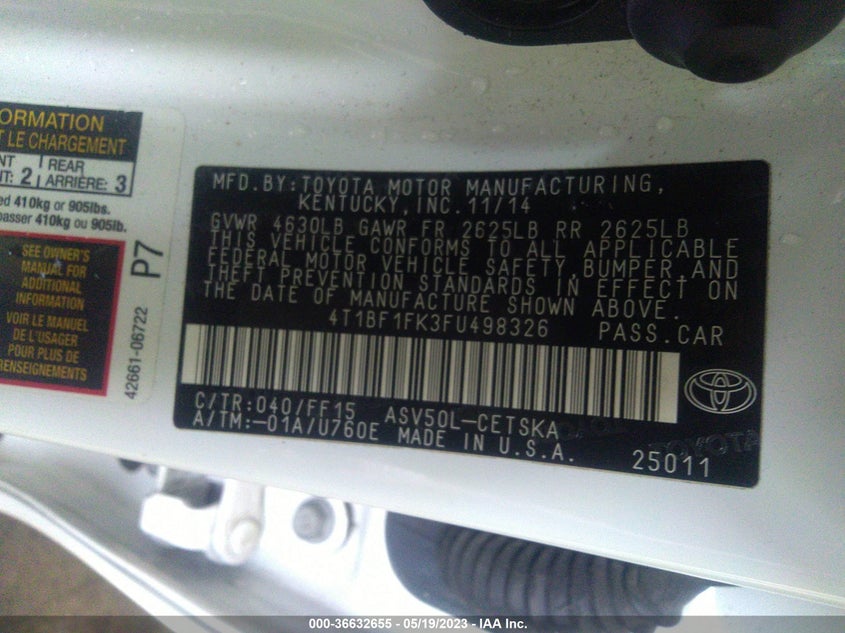 ORMATION
T LE CHARGEMENT
NT REAR
NT: 2 ARRIÈRE: 3
ed 410kg or 905lbs.
passer 410kg ou 905lb.
SEE OWNER'S
MANUAL FOR
ADDITIONAL
INFORMATION
VOIR LE MANUEL
DE L'USAGER
POUR PLUS DE
RENSEIGNEMENTS
P7
42661-06722
MFD. BY: TOYOTA MOTOR MANUFACTURING,
KENTUCKY, INC. 11/14
GVWR 4630LB GAWR FR 2625LB RR 2625LB
THIS VEHICLE CONFORMS TO ALL APPLICABLE
FEDERAL MOTOR VEHICLE SAFETY, BUMPER, AND
THEFT PREVENTION STANDARDS IN EFFECT ON
THE DATE OF MANUFACTURE SHOWN ABOVE.
4T1BF1FK3FU498326 PASS.CAR
C/TR: 040/FF15 ASV50L-CETSKA
A/TM:-01A/U760E MADE IN U.S.A.
25011
TOYOTA
000-36632655 - 05/19/2023 - IAA Inc.